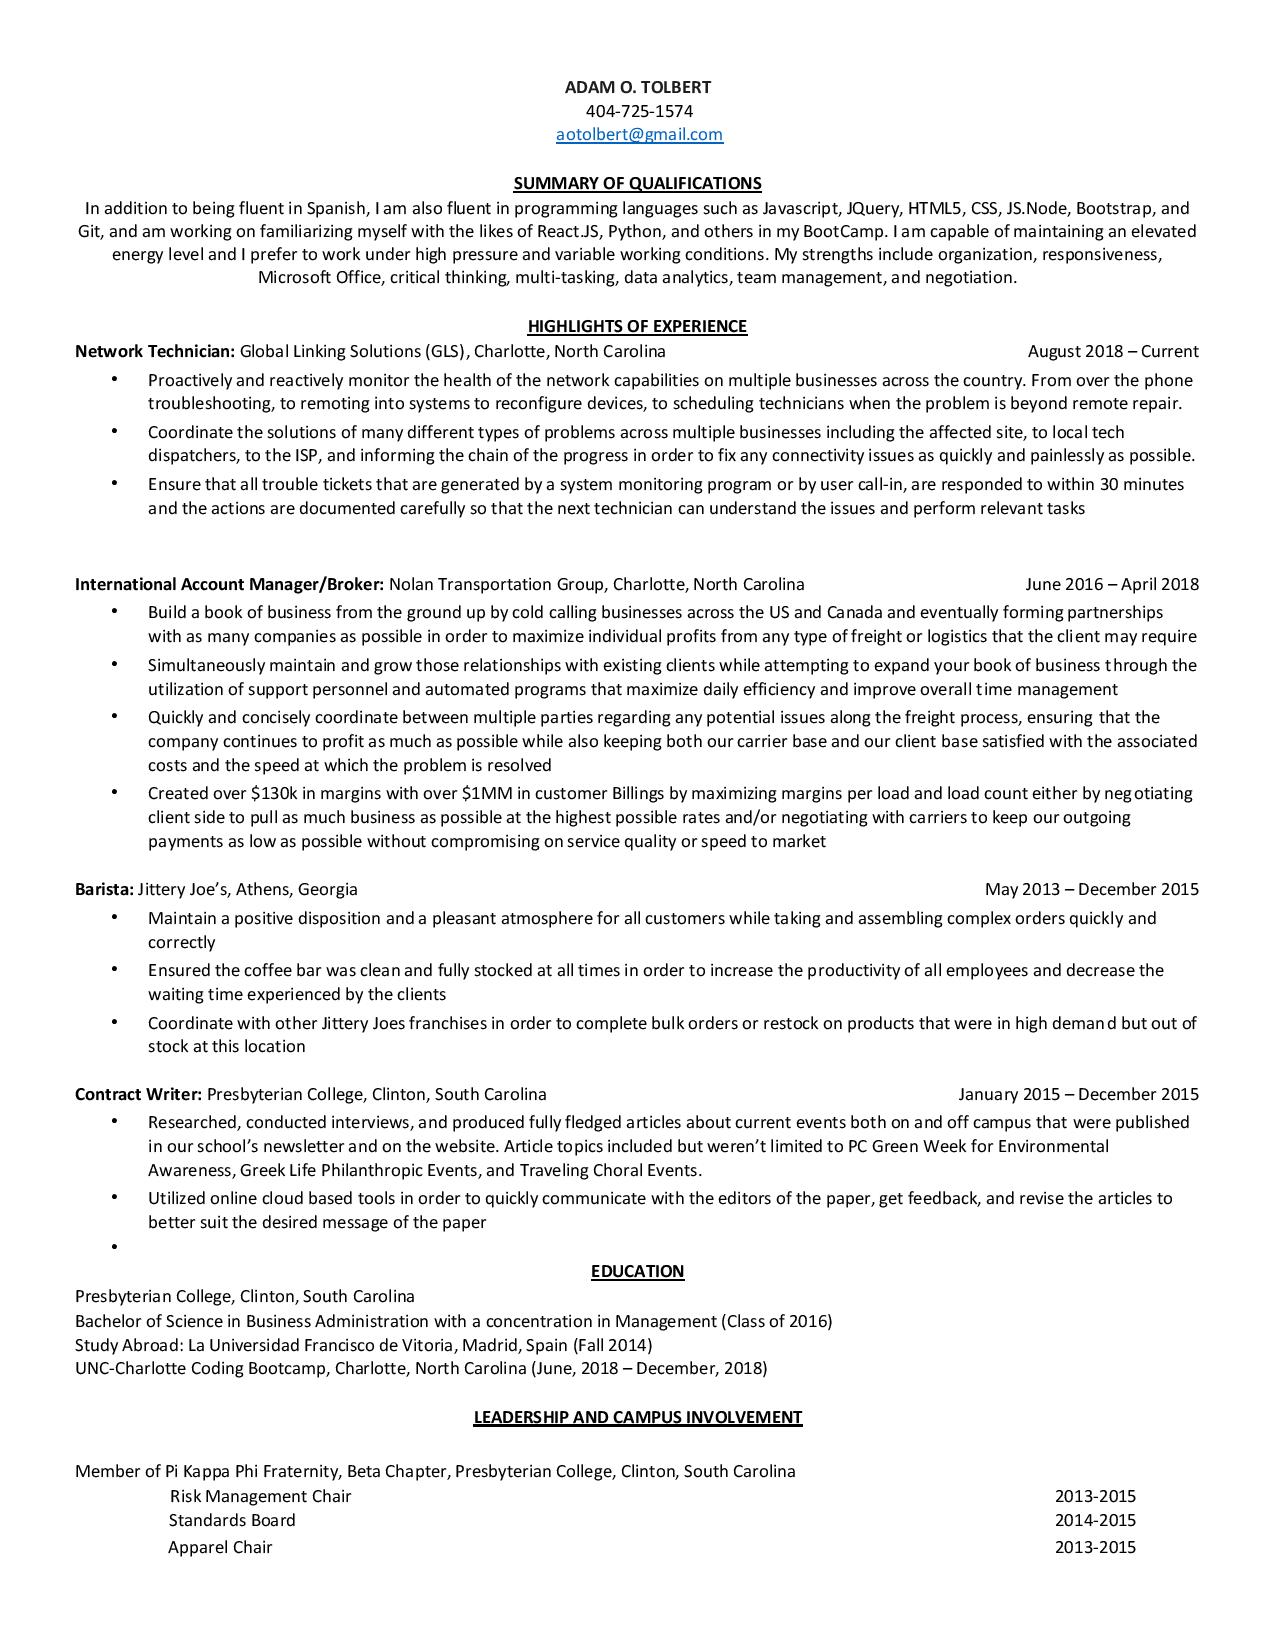 ADAM O. TOLBERT
404-725-1574
aotolbert@gmail.com
SUMMARY OF QUALIFICATIONS
In addition to being fluent in Spanish, I am also fluent in programming languages such as Javascript, JQuery, HTML5, CSS, JS.Node, Bootstrap, and
Git, and am working on familiarizing myself with the likes of React.JS, Python, and others in my BootCamp. I am capable of maintaining an elevated
energy level and I prefer to work under high pressure and variable working conditions. My strengths include organization, responsiveness,
Microsoft Office, critical thinking, multi-tasking, data analytics, team management, and negotiation.
HIGHLIGHTS OF EXPERIENCE
Network Technician: Global Linking Solutions (GLS), Charlotte, North Carolina August 2018 – Current
• Proactively and reactively monitor the health of the network capabilities on multiple businesses across the country. From over the phone
troubleshooting, to remoting into systems to reconfigure devices, to scheduling technicians when the problem is beyond remote repair.
• Coordinate the solutions of many different types of problems across multiple businesses including the affected site, to local tech
dispatchers, to the ISP, and informing the chain of the progress in order to fix any connectivity issues as quickly and painlessly as possible.
• Ensure that all trouble tickets that are generated by a system monitoring program or by user call-in, are responded to within 30 minutes
and the actions are documented carefully so that the next technician can understand the issues and perform relevant tasks
International Account Manager/Broker: Nolan Transportation Group, Charlotte, North Carolina June 2016 – April 2018
• Build a book of business from the ground up by cold calling businesses across the US and Canada and eventually forming partnerships
with as many companies as possible in order to maximize individual profits from any type of freight or logistics that the client may require
• Simultaneously maintain and grow those relationships with existing clients while attempting to expand your book of business through the
utilization of support personnel and automated programs that maximize daily efficiency and improve overall time management
• Quickly and concisely coordinate between multiple parties regarding any potential issues along the freight process, ensuring that the
company continues to profit as much as possible while also keeping both our carrier base and our client base satisfied with the associated
costs and the speed at which the problem is resolved
• Created over $130k in margins with over $1MM in customer Billings by maximizing margins per load and load count either by negotiating
client side to pull as much business as possible at the highest possible rates and/or negotiating with carriers to keep our outgoing
payments as low as possible without compromising on service quality or speed to market
Barista: Jittery Joe’s, Athens, Georgia May 2013 – December 2015
• Maintain a positive disposition and a pleasant atmosphere for all customers while taking and assembling complex orders quickly and
correctly
• Ensured the coffee bar was clean and fully stocked at all times in order to increase the productivity of all employees and decrease the
waiting time experienced by the clients
• Coordinate with other Jittery Joes franchises in order to complete bulk orders or restock on products that were in high demand but out of
stock at this location
Contract Writer: Presbyterian College, Clinton, South Carolina January 2015 – December 2015
• Researched, conducted interviews, and produced fully fledged articles about current events both on and off campus that were published
in our school’s newsletter and on the website. Article topics included but weren’t limited to PC Green Week for Environmental
Awareness, Greek Life Philanthropic Events, and Traveling Choral Events.
• Utilized online cloud based tools in order to quickly communicate with the editors of the paper, get feedback, and revise the articles to
better suit the desired message of the paper
•
EDUCATION
Presbyterian College, Clinton, South Carolina
Bachelor of Science in Business Administration with a concentration in Management (Class of 2016)
Study Abroad: La Universidad Francisco de Vitoria, Madrid, Spain (Fall 2014)
UNC-Charlotte Coding Bootcamp, Charlotte, North Carolina (June, 2018 – December, 2018)
LEADERSHIP AND CAMPUS INVOLVEMENT
Member of Pi Kappa Phi Fraternity, Beta Chapter, Presbyterian College, Clinton, South Carolina
Risk Management Chair 2013-2015
Standards Board 2014-2015
Apparel Chair 2013-2015